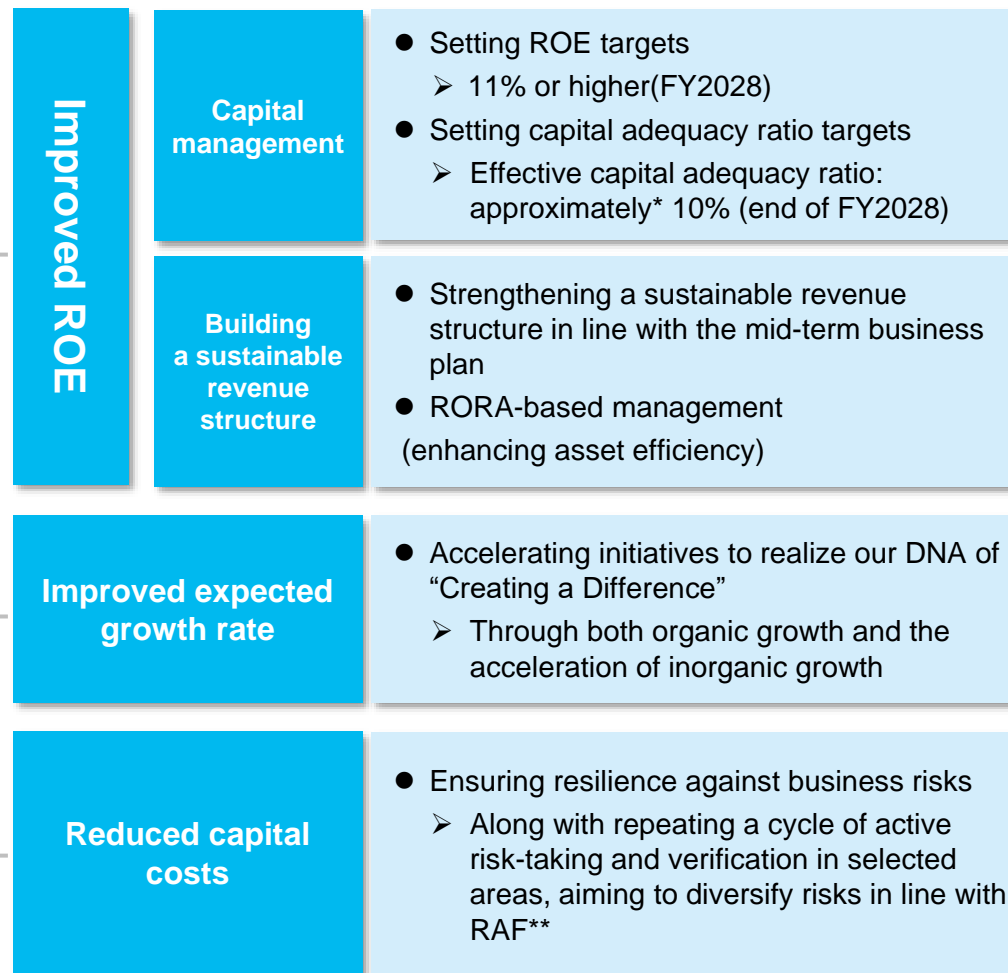 Improved ROE
Capital
management
● Setting ROE targets
➢ 11% or higher(FY2028)
● Setting capital adequacy ratio targets
➢ Effective capital adequacy ratio:
approximately* 10% (end of FY2028)
Building
a sustainable
revenue
structure
● Strengthening a sustainable revenue
structure in line with the mid-term business
plan
● RORA-based management
(enhancing asset efficiency)
Improved expected
growth rate
● Accelerating initiatives to realize our DNA of
“Creating a Difference”
➢ Through both organic growth and the
acceleration of inorganic growth
Reduced capital
costs
● Ensuring resilience against business risks
➢ Along with repeating a cycle of active
risk-taking and verification in selected
areas, aiming to diversify risks in line with
RAF**